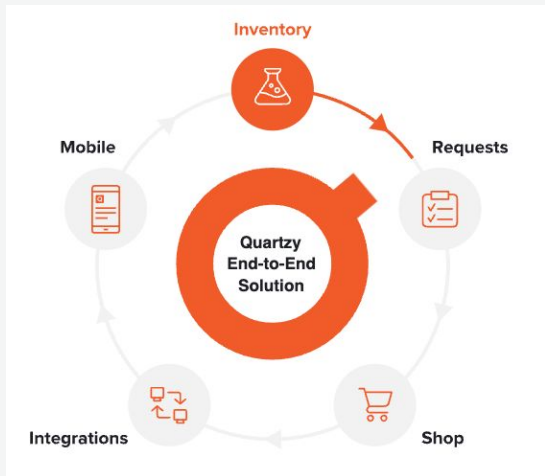 Inventory
Mobile
Requests
Quartzy
End-to-End
Solution
Integrations
Shop